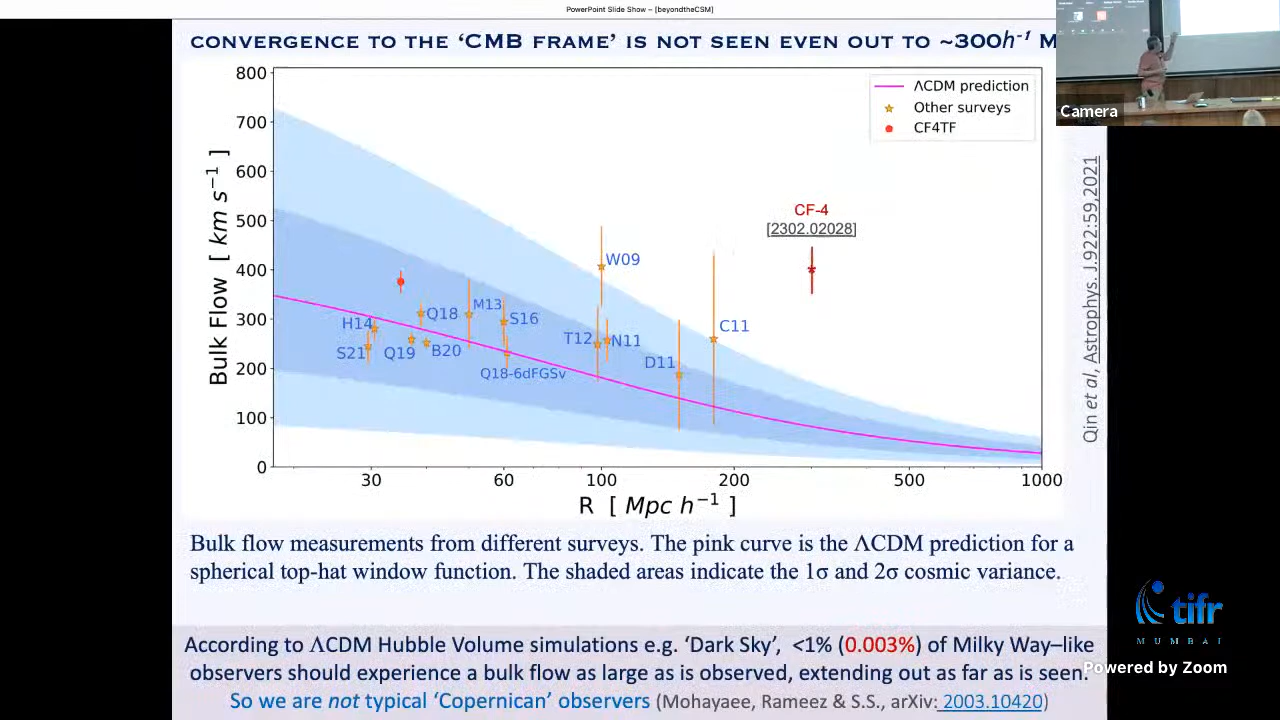 PowerPoint Slide Show – [beyondtheCSM]
CONVERGENCE TO THE ‘CMB FRAME’ IS NOT SEEN EVEN OUT TO ~300h⁻¹ M
Camera
800
700
600
500
400
300
200
100
0
Bulk Flow [ km s⁻¹ ]
ΛCDM prediction
Other surveys
CF4TF
CF-4
[2302.02028]
W09
C11
H14
Q18
M13
S16
S21
Q19
B20
Q18-6dFGSv
T12
N11
D11
30
60
100
200
500
1000
R [ Mpc h⁻¹ ]
Qin et al, Astrophys. J.922:59,2021
Bulk flow measurements from different surveys. The pink curve is the ΛCDM prediction for a
spherical top-hat window function. The shaded areas indicate the 1σ and 2σ cosmic variance.
According to ΛCDM Hubble Volume simulations e.g. ‘Dark Sky’, <1% (0.003%) of Milky Way–like
observers should experience a bulk flow as large as is observed, extending out as far as is seen.
So we are not typical ‘Copernican’ observers (Mohayaee, Rameez & S.S., arXiv: 2003.10420)
tifr
MUMBAI
Powered by Zoom